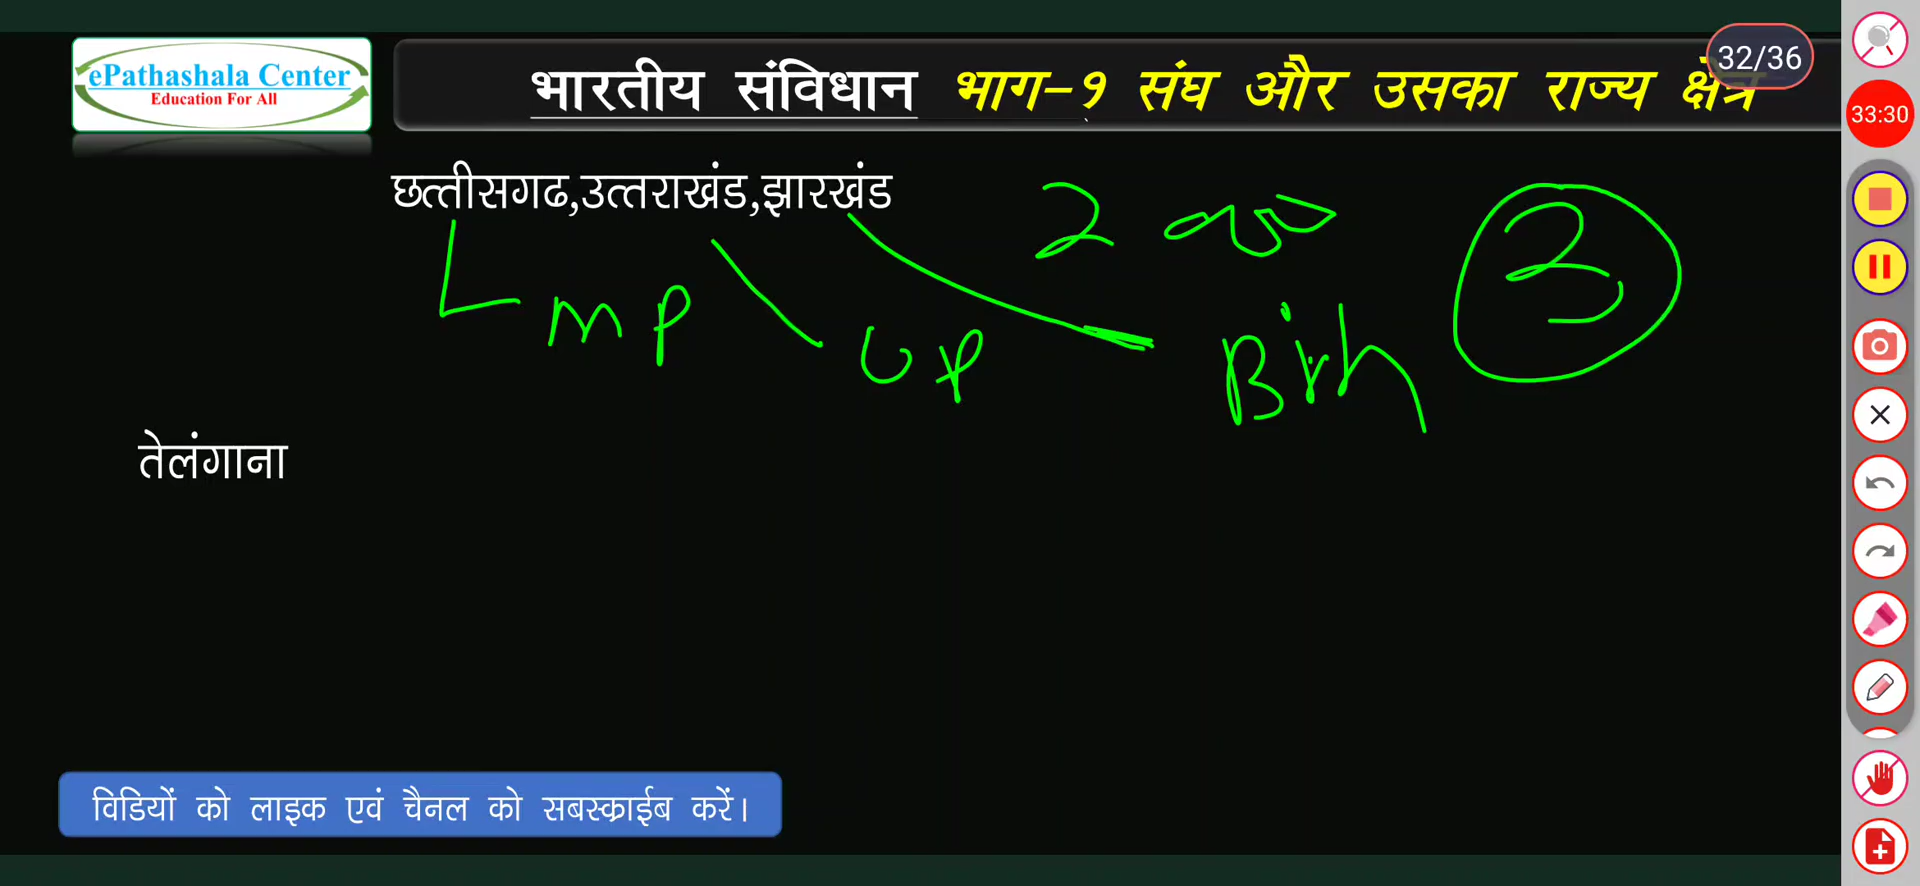 ePathashala Center
Education For All
भारतीय संविधान भाग-१ संघ और उसका राज्य क्षेत्र
32/36
33:30
छत्तीसगढ,उत्तराखंड,झारखंड
2000
3
MP
UP
Bih
तेलंगाना
विडियों को लाइक एवं चैनल को सबस्क्राईब करें।